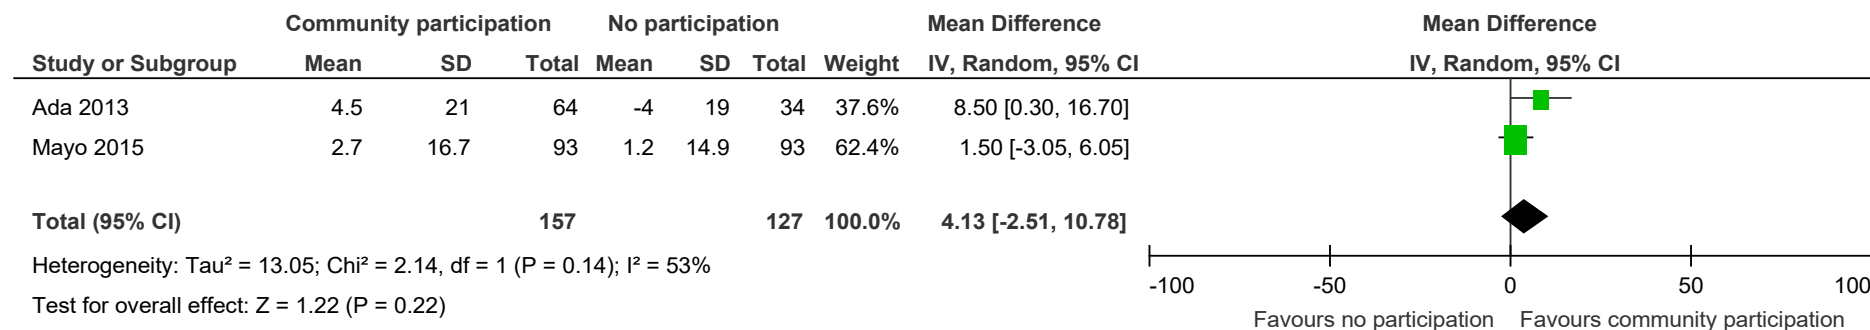 Community participation No participation Mean Difference Mean Difference
Study or Subgroup Mean SD Total Mean SD Total Weight IV, Random, 95% CI IV, Random, 95% CI
Ada 2013 4.5 21 64 -4 19 34 37.6% 8.50 [0.30, 16.70]
Mayo 2015 2.7 16.7 93 1.2 14.9 93 62.4% 1.50 [-3.05, 6.05]
Total (95% CI) 157 127 100.0% 4.13 [-2.51, 10.78]
Heterogeneity: Tau² = 13.05; Chi² = 2.14, df = 1 (P = 0.14); I² = 53%
Test for overall effect: Z = 1.22 (P = 0.22)
-100 -50 0 50 100
Favours no participation Favours community participation